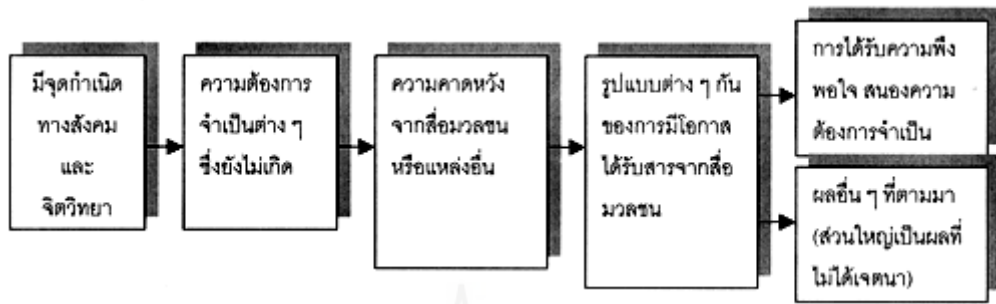 มีจุดกำเนิด
ทางสังคม
และ
จิตวิทยา
ความต้องการ
จำเป็นต่าง ๆ
ซึ่งยังไม่เกิด
ความคาดหวัง
จากสื่อมวลชน
หรือแหล่งอื่น
รูปแบบต่าง ๆ กัน
ของการมีโอกาส
ได้รับสารจากสื่อ
มวลชน
การได้รับความพึง
พอใจ สนองความ
ต้องการจำเป็น
ผลอื่น ๆ ที่ตามมา
(ส่วนใหญ่เป็นผลที่
ไม่ได้เจตนา)